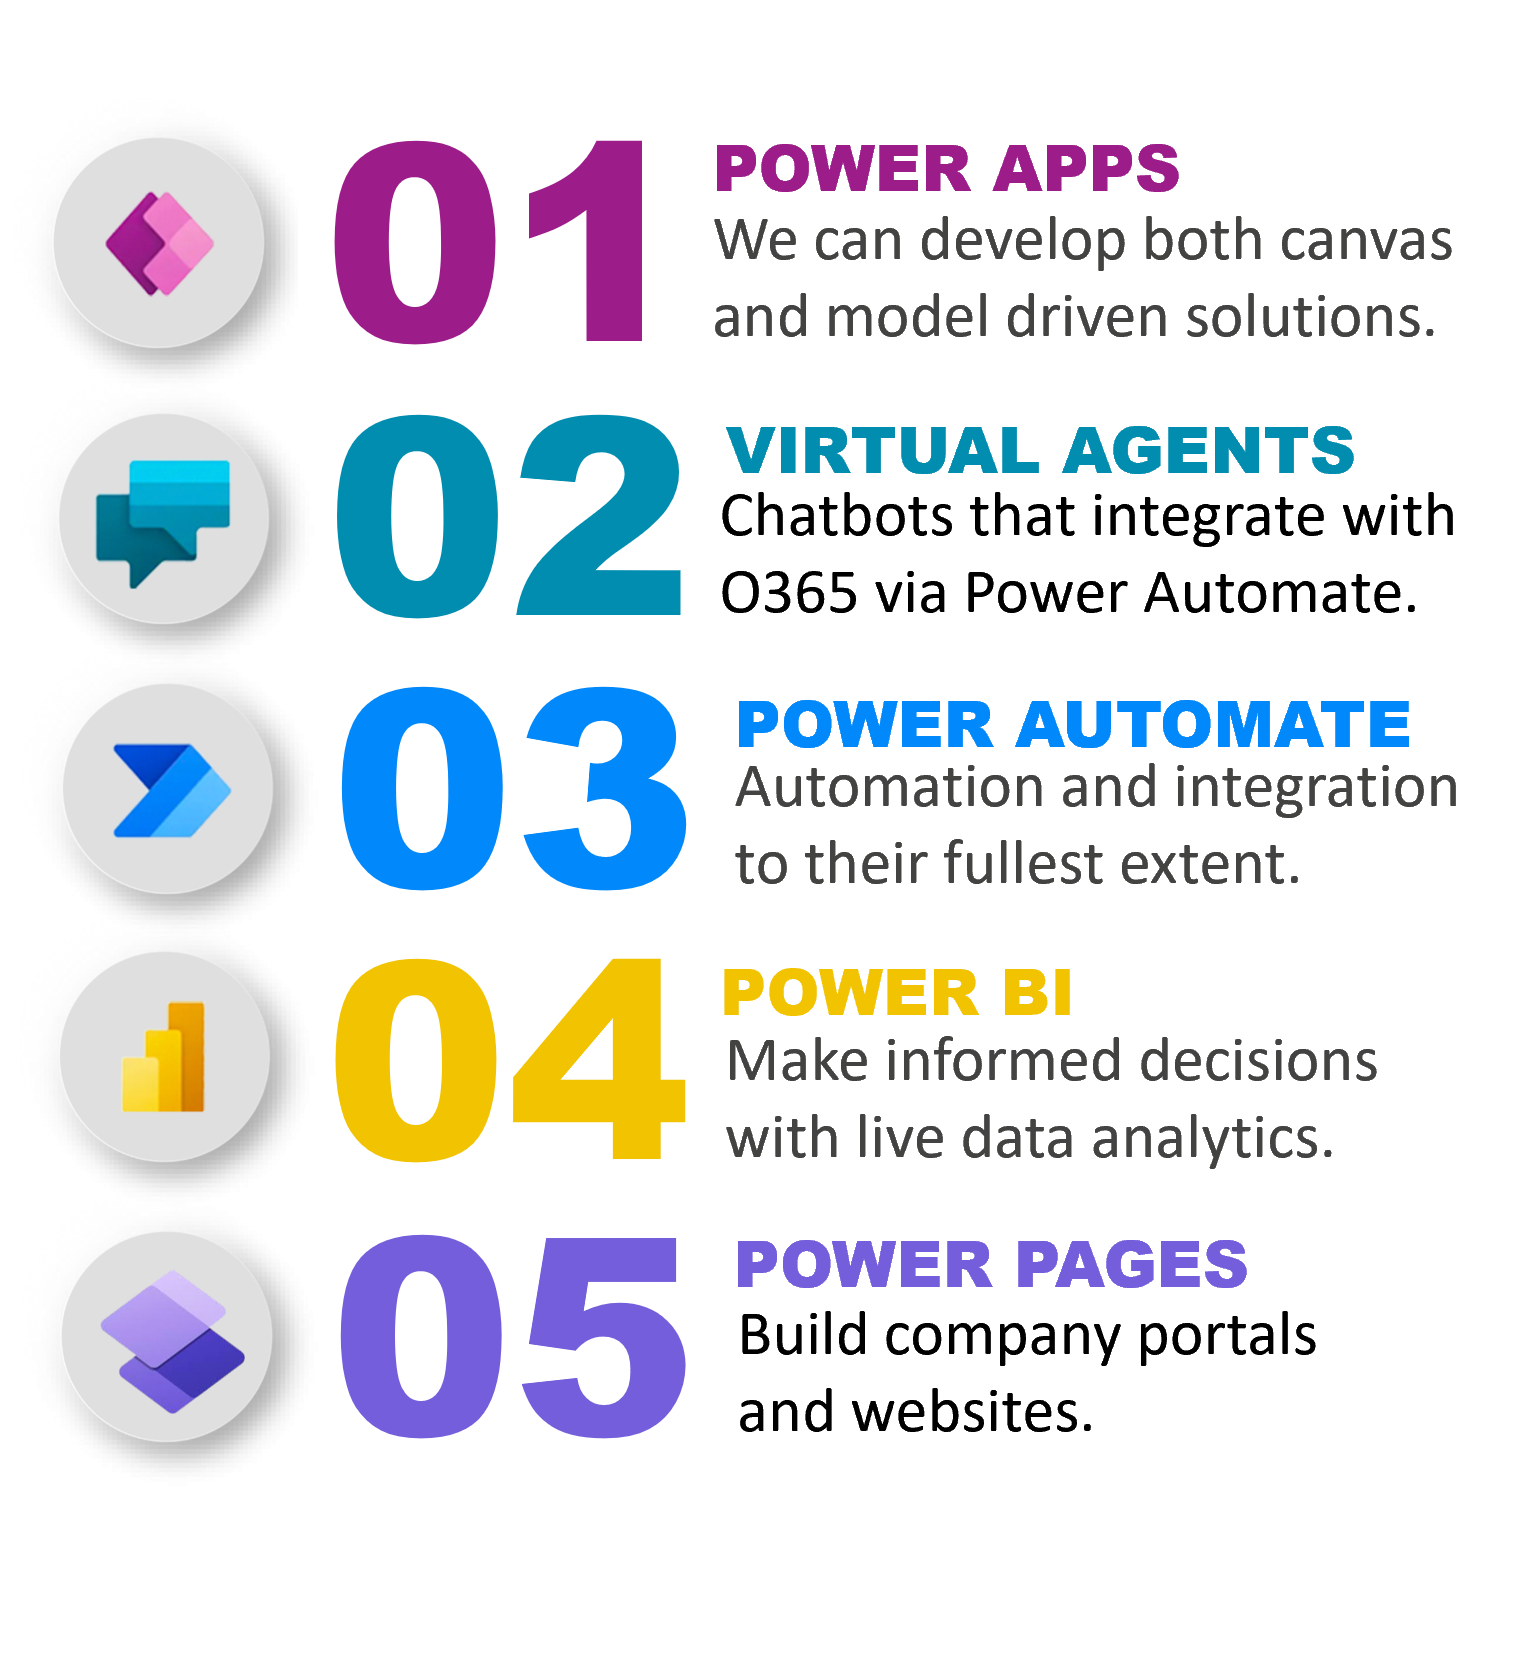 01
POWER APPS
We can develop both canvas
and model driven solutions.
02
VIRTUAL AGENTS
Chatbots that integrate with
O365 via Power Automate.
03
POWER AUTOMATE
Automation and integration
to their fullest extent.
04
POWER BI
Make informed decisions
with live data analytics.
05
POWER PAGES
Build company portals
and websites.